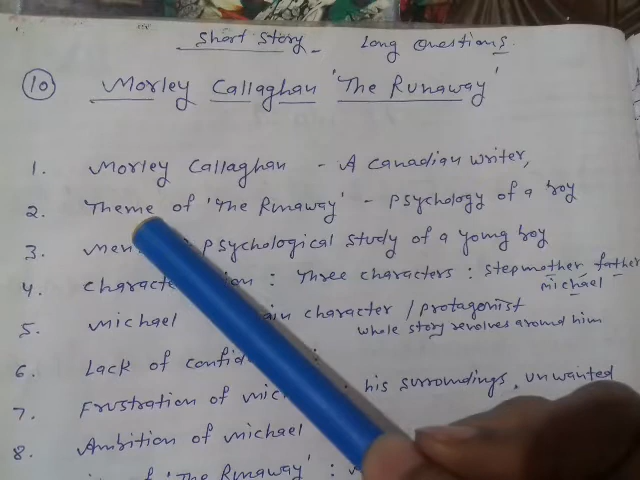 Short Story - Long Questions
10 Morley Callaghan 'The Runaway'
1. Morley Callaghan - A Canadian writer,
2. Theme of 'The Runaway' - Psychology of a boy
3. Psychological study of a young boy
4. : Three characters : stepmother, father
michael
5. Michael character / protagonist
whole story revolves around him
6. Lack of :
7. Frustration of : his surroundings, unwanted
8. Ambition of michael
of 'The Runaway' :